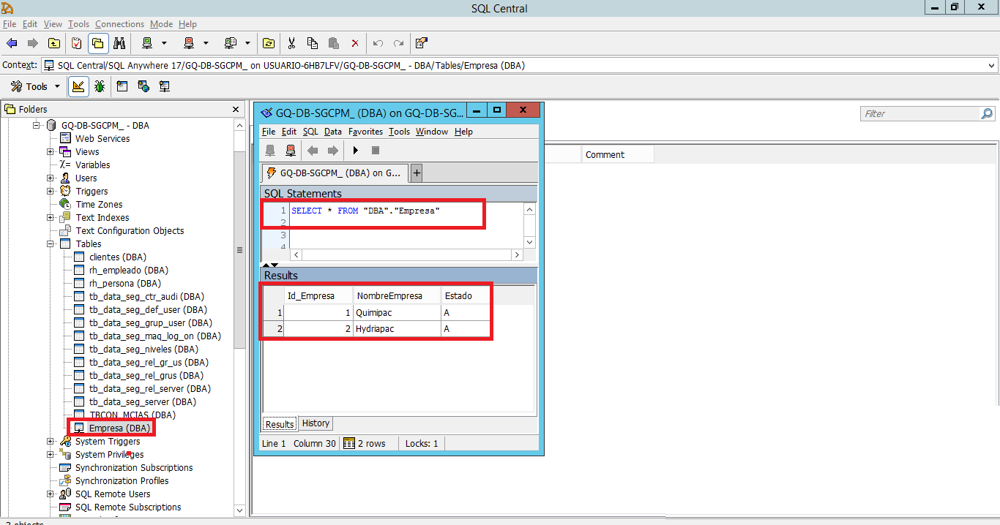 SQL Central
File Edit View Tools Connections Mode Help
Context: SQL Central/SQL Anywhere 17/GQ-DB-SGCPM_ on USUARIO-6HB7LFV/GQ-DB-SGCPM_ - DBA/Tables/Empresa (DBA)
Tools
Folders
GQ-DB-SGCPM_ - DBA
Web Services
Views
Variables
Users
Triggers
Time Zones
Text Indexes
Text Configuration Objects
Tables
clientes (DBA)
rh_empleado (DBA)
rh_persona (DBA)
tb_data_seg_ctr_audi (DBA)
tb_data_seg_def_user (DBA)
tb_data_seg_grup_user (DBA)
tb_data_seg_maq_log_on (DBA)
tb_data_seg_niveles (DBA)
tb_data_seg_rel_gr_us (DBA)
tb_data_seg_rel_grus (DBA)
tb_data_seg_rel_server (DBA)
tb_data_seg_server (DBA)
TBCON_MCIAS (DBA)
Empresa (DBA)
System Triggers
System Privileges
Synchronization Subscriptions
Synchronization Profiles
SQL Remote Users
SQL Remote Subscriptions
GQ-DB-SGCPM_ (DBA) on GQ-DB-SG...
File Edit SQL Data Favorites Tools Window Help
GQ-DB-SGCPM_ (DBA) on G... +
SQL Statements
1 SELECT * FROM "DBA"."Empresa"
2
3
4
Results
Id_Empresa NombreEmpresa Estado
1 1 Quimipac A
2 2 Hydriapac A
Results History
Line 1 Column 30 2 rows Locks: 1
Filter
Comment